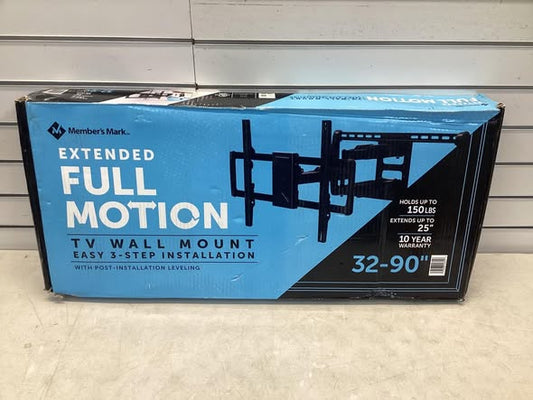 FULL MOTION
Member's Mark™
EXTENDED
FULL
MOTION
TV WALL MOUNT
EASY 3-STEP INSTALLATION
WITH POST-INSTALLATION LEVELING
HOLDS UP TO
150 LBS
EXTENDS UP TO
25"
10 YEAR
WARRANTY
32-90"